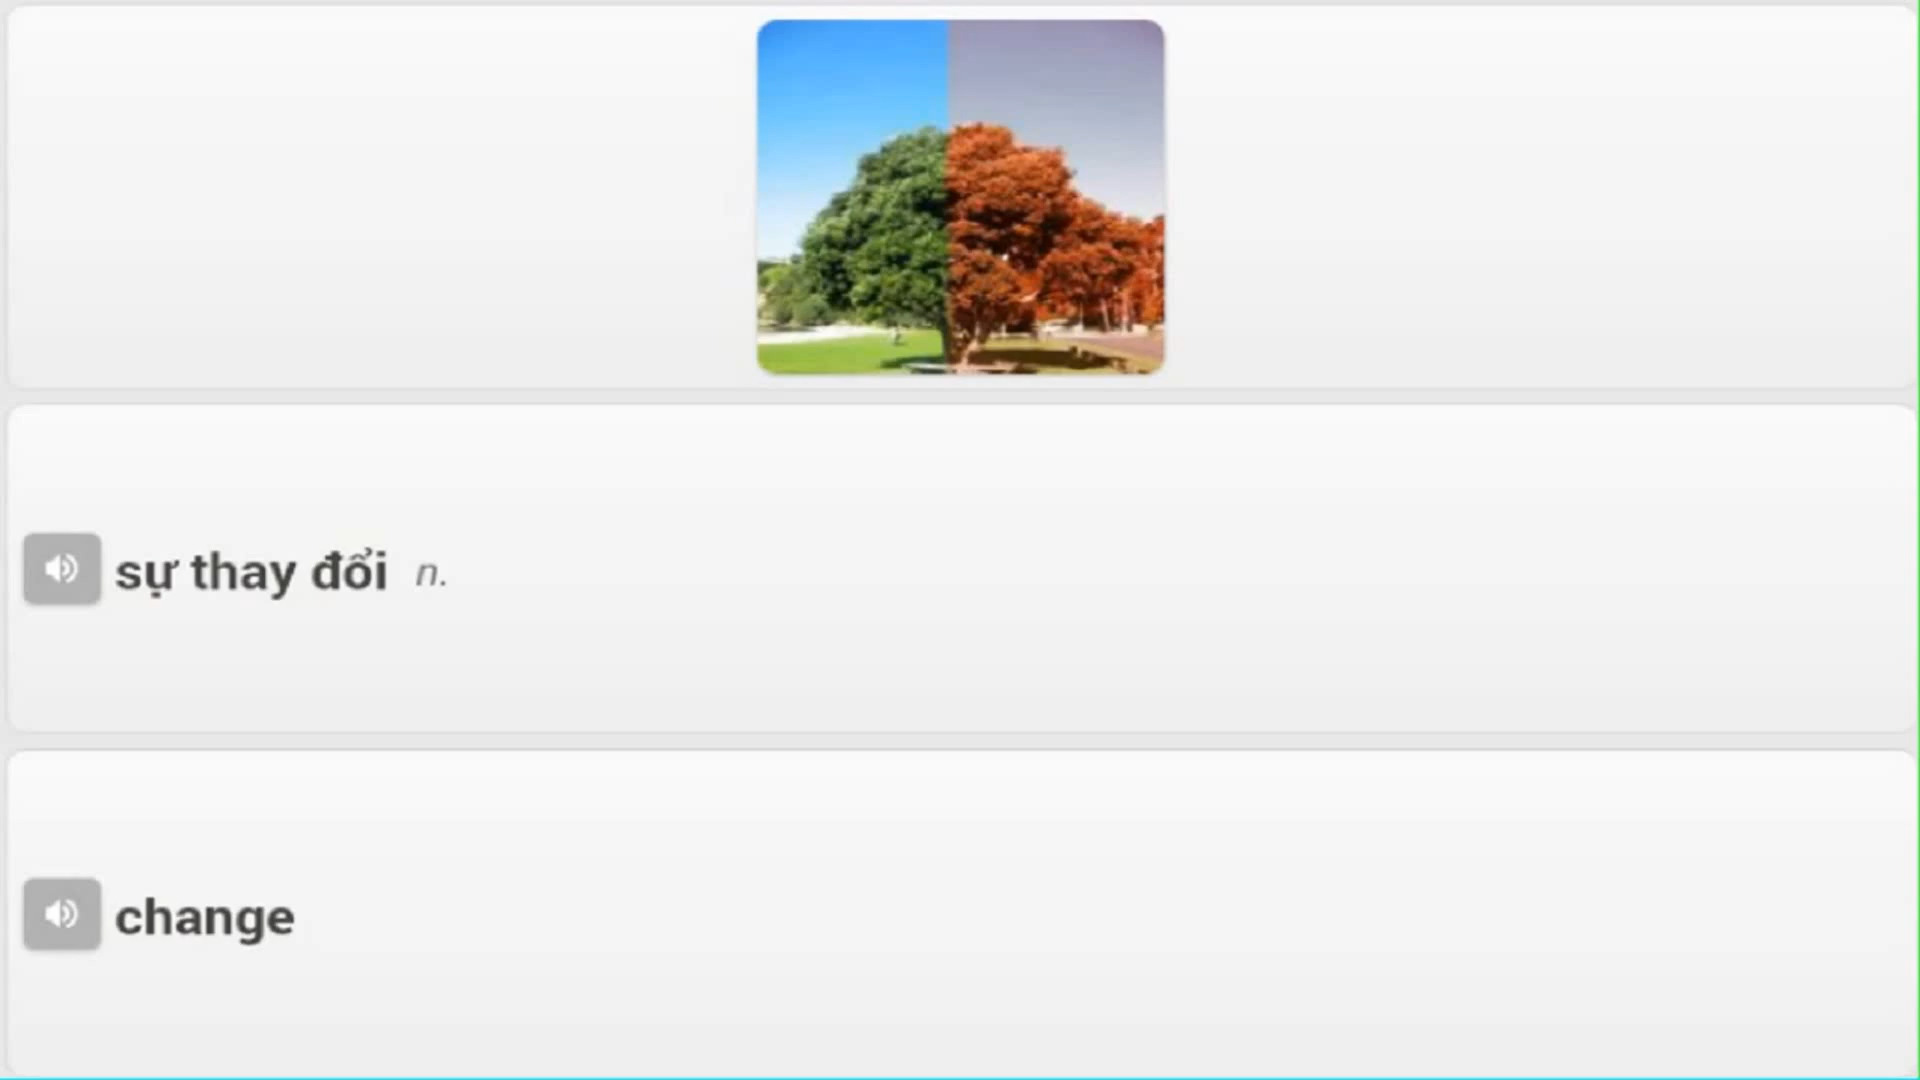 sự thay đổi n.
change